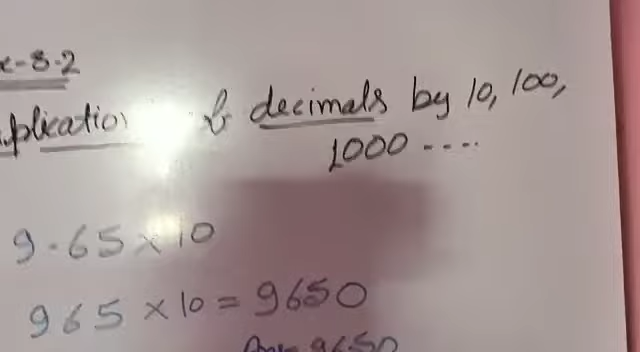 x-8.2
plication of decimals by 10, 100,
1000 ....
9.65 x 10
965 x 10 = 9650
Ans- 9650